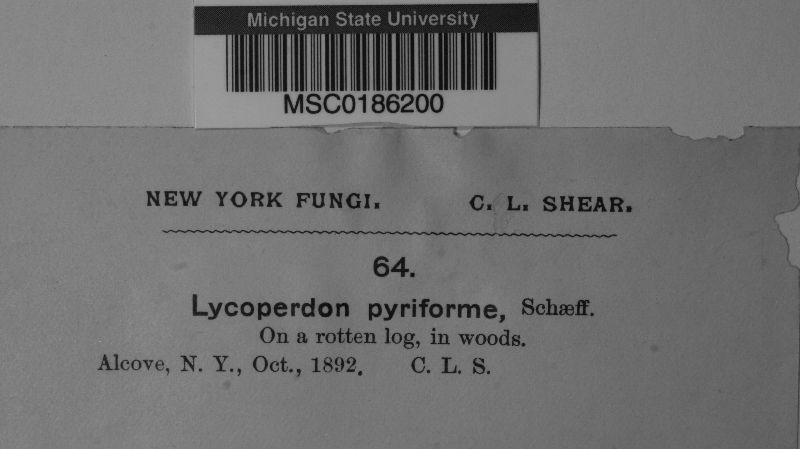 Michigan State University
MSC0186200
NEW YORK FUNGI. C. L. SHEAR.
64.
Lycoperdon pyriforme, Schæff.
On a rotten log, in woods.
Alcove, N. Y., Oct., 1892. C. L. S.